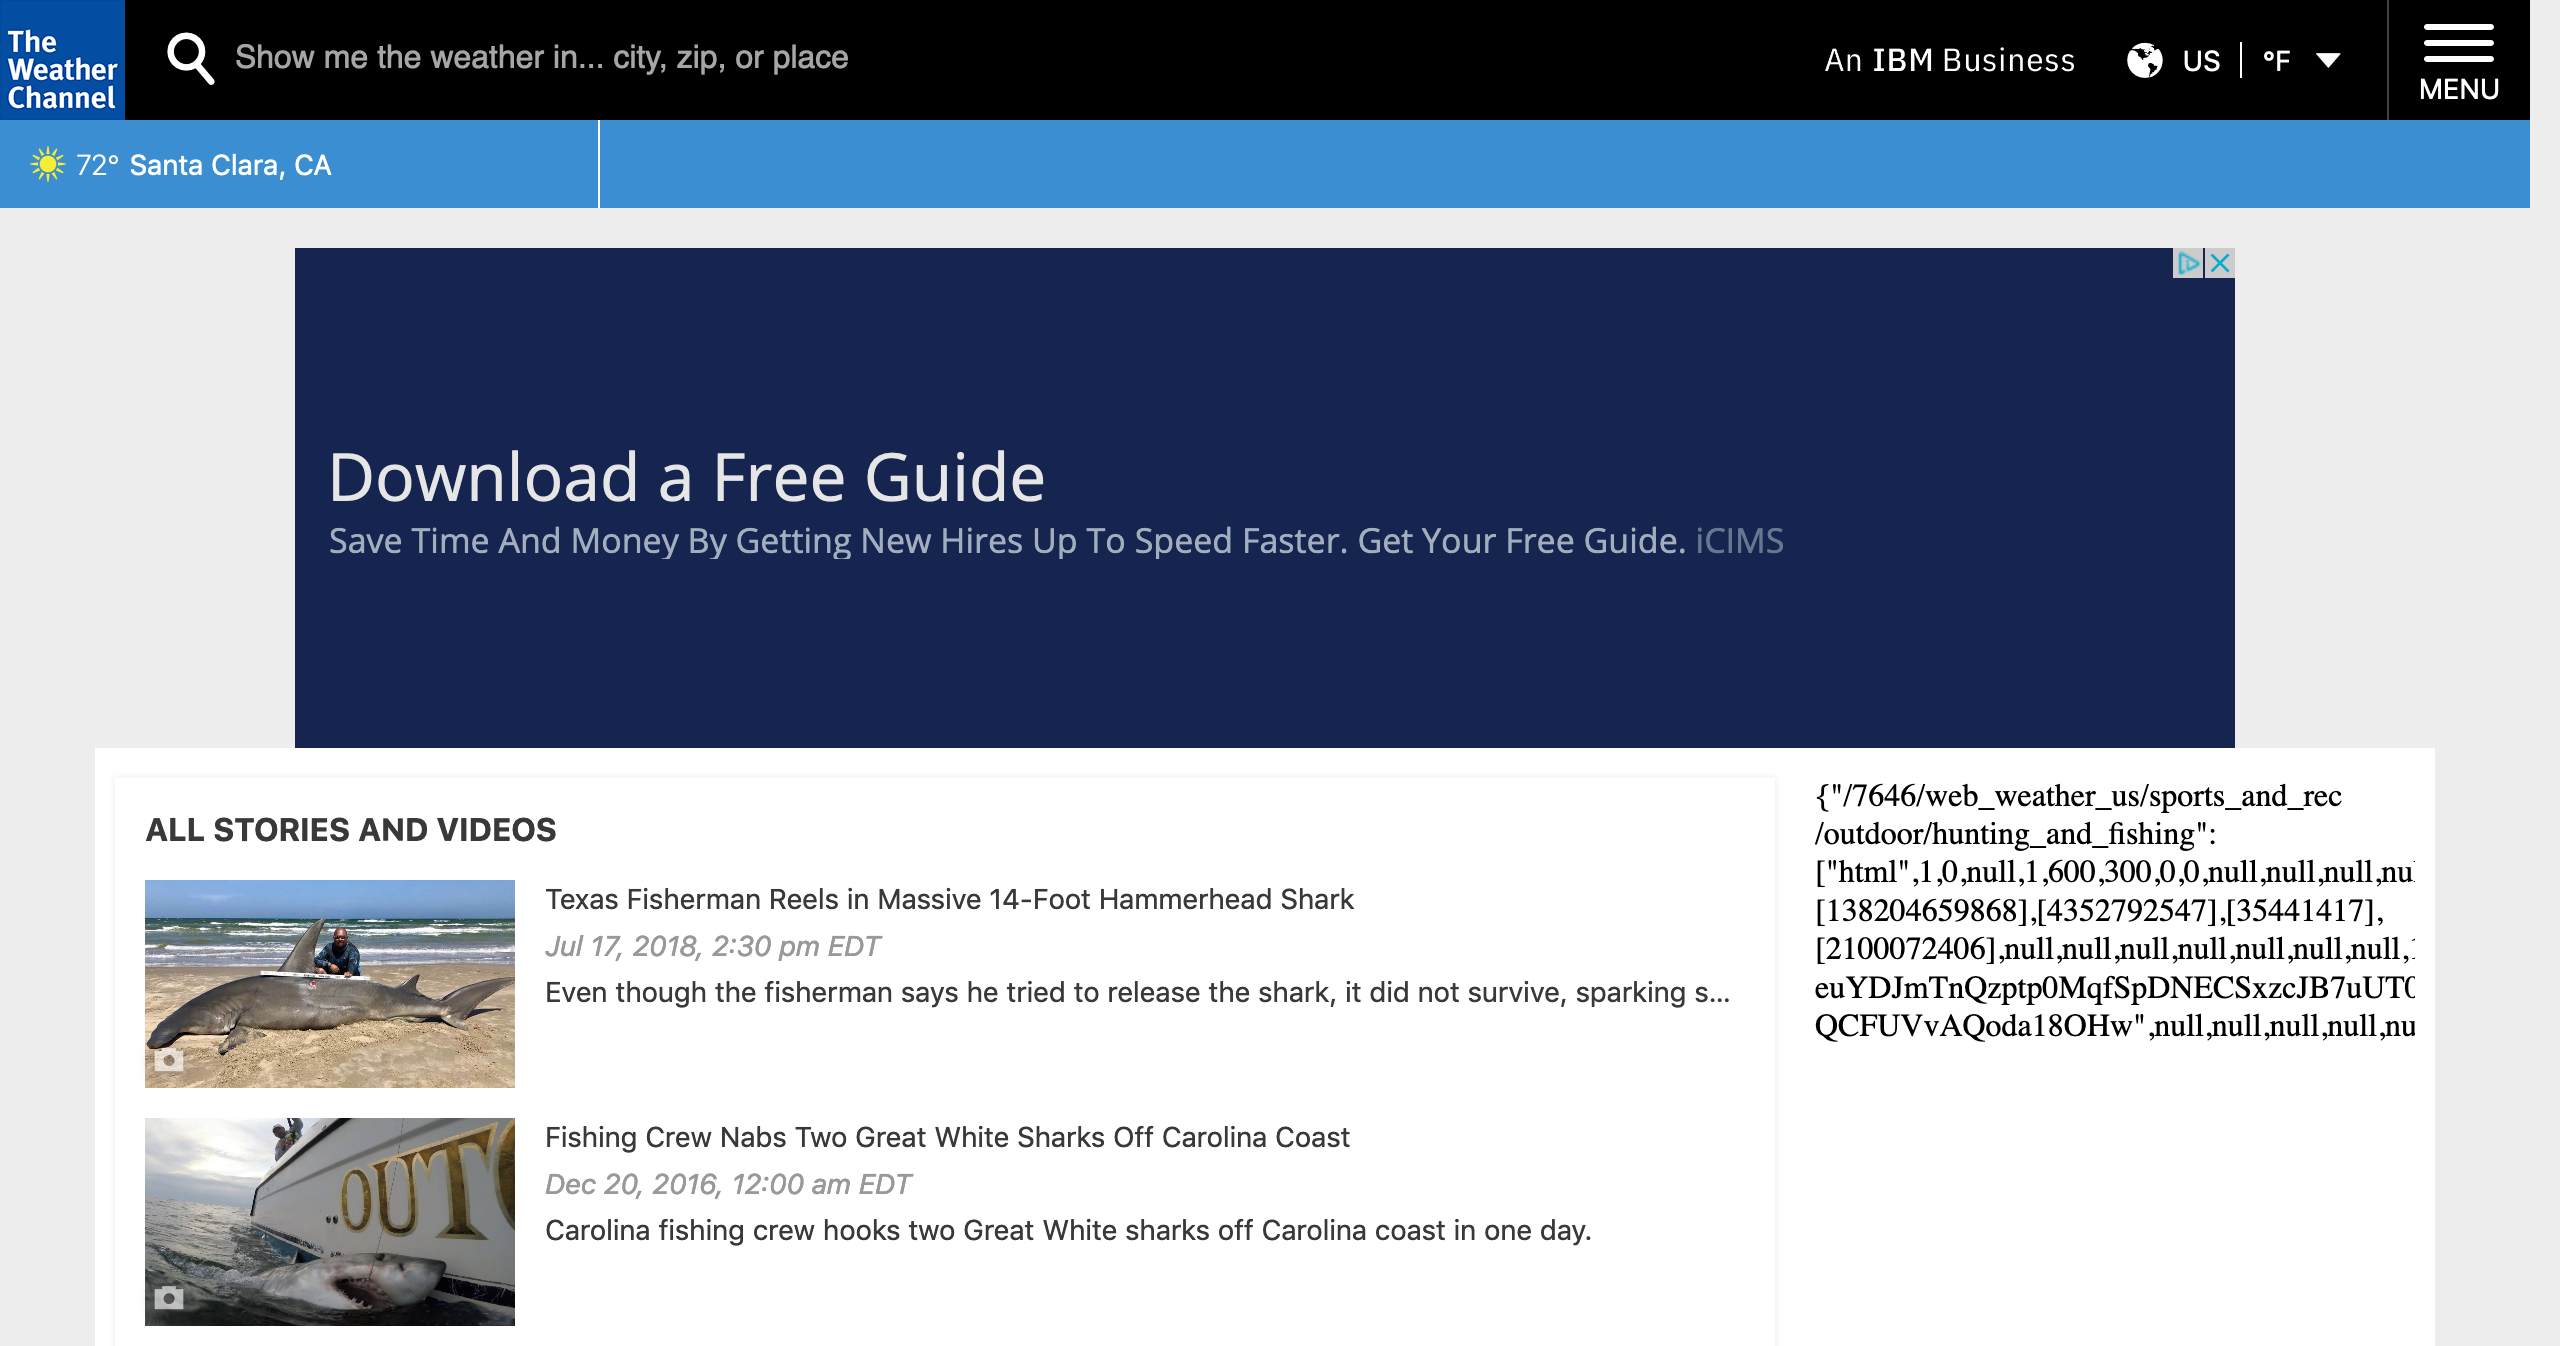 The
Weather
Channel
Show me the weather in... city, zip, or place
An IBM Business
US
°F
MENU
72° Santa Clara, CA
Download a Free Guide
Save Time And Money By Getting New Hires Up To Speed Faster. Get Your Free Guide. iCIMS
ALL STORIES AND VIDEOS
Texas Fisherman Reels in Massive 14-Foot Hammerhead Shark
Jul 17, 2018, 2:30 pm EDT
Even though the fisherman says he tried to release the shark, it did not survive, sparking s...
OUT
Fishing Crew Nabs Two Great White Sharks Off Carolina Coast
Dec 20, 2016, 12:00 am EDT
Carolina fishing crew hooks two Great White sharks off Carolina coast in one day.
{"/7646/web_weather_us/sports_and_rec
/outdoor/hunting_and_fishing":
["html",1,0,null,1,600,300,0,0,null,null,null,nu
[138204659868],[4352792547],[35441417],
[2100072406],null,null,null,null,null,null,null,
euYDJmTnQzptp0MqfSpDNECSxzcJB7uUT
QCFUVvAQoda18OHw",null,null,null,null,nu